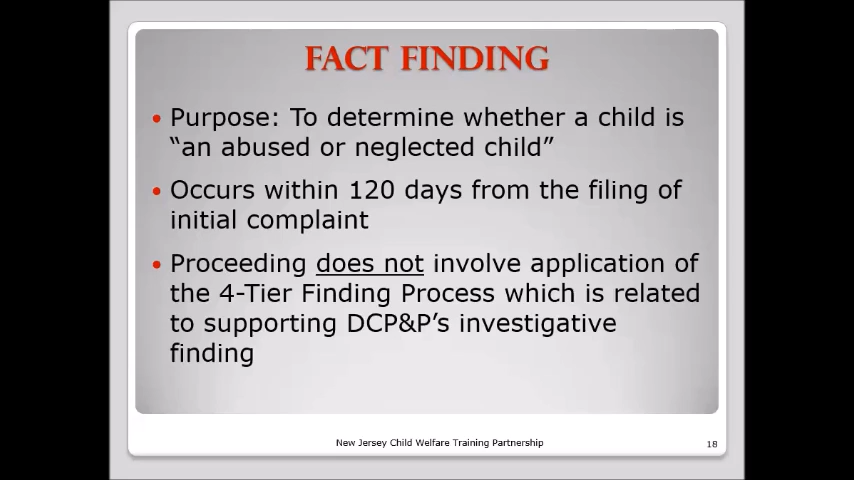 FACT FINDING
• Purpose: To determine whether a child is
“an abused or neglected child”
• Occurs within 120 days from the filing of
initial complaint
• Proceeding does not involve application of
the 4-Tier Finding Process which is related
to supporting DCP&P’s investigative
finding
New Jersey Child Welfare Training Partnership
18